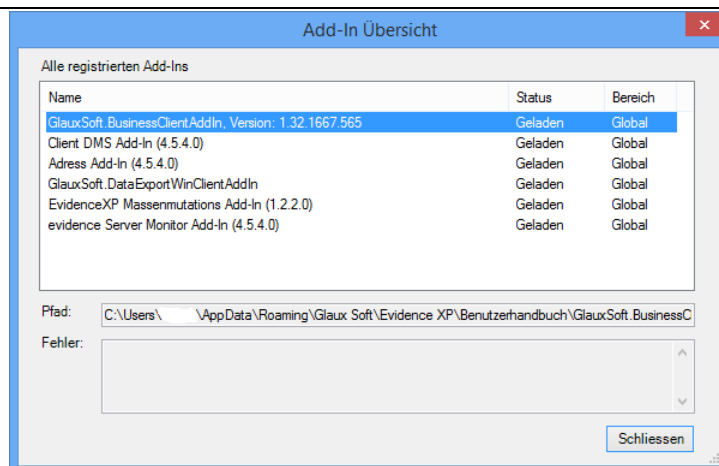 Add-In Übersicht
Alle registrierten Add-Ins
Name Status Bereich
GlauxSoft.BusinessClientAddIn, Version: 1.32.1667.565 Geladen Global
Client DMS Add-In (4.5.4.0) Geladen Global
Adress Add-In (4.5.4.0) Geladen Global
GlauxSoft.DataExportWinClientAddIn Geladen Global
EvidenceXP Massenmutations Add-In (1.2.2.0) Geladen Global
evidence Server Monitor Add-In (4.5.4.0) Geladen Global
Pfad: C:\Users\ \AppData\Roaming\Glaux Soft\Evidence XP\Benutzerhandbuch\GlauxSoft.BusinessC
Fehler:
Schliessen